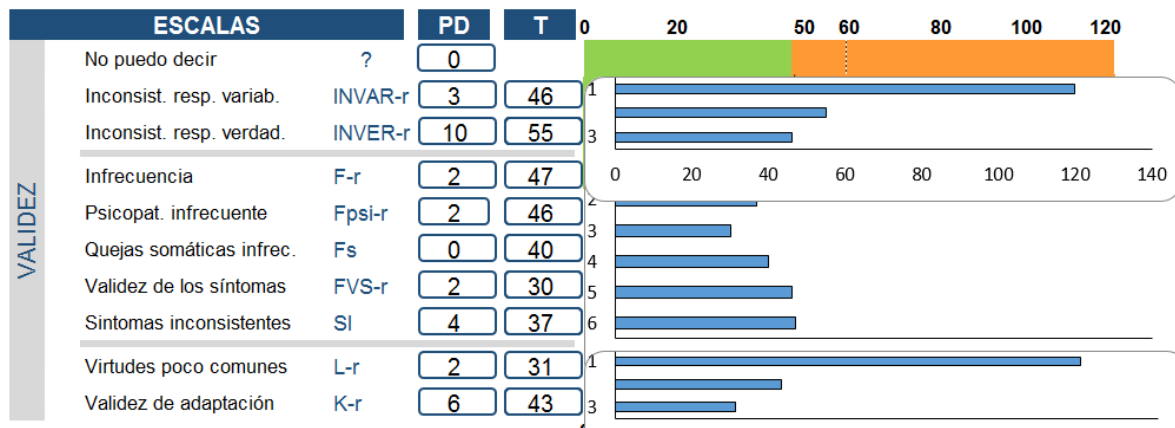 ESCALAS PD T 0 20 50 60 80 100 120
VALIDEZ
No puedo decir ? 0
Inconsist. resp. variab. INVAR-r 3 46 1
Inconsist. resp. verdad. INVER-r 10 55 3
0 20 40 60 80 100 120 140
Infrecuencia F-r 2 47
Psicopat. infrecuente Fpsi-r 2 46 2
Quejas somáticas infrec. Fs 0 40 3
4
Validez de los síntomas FVS-r 2 30 5
Sintomas inconsistentes SI 4 37 6
Virtudes poco comunes L-r 2 31 1
Validez de adaptación K-r 6 43 3